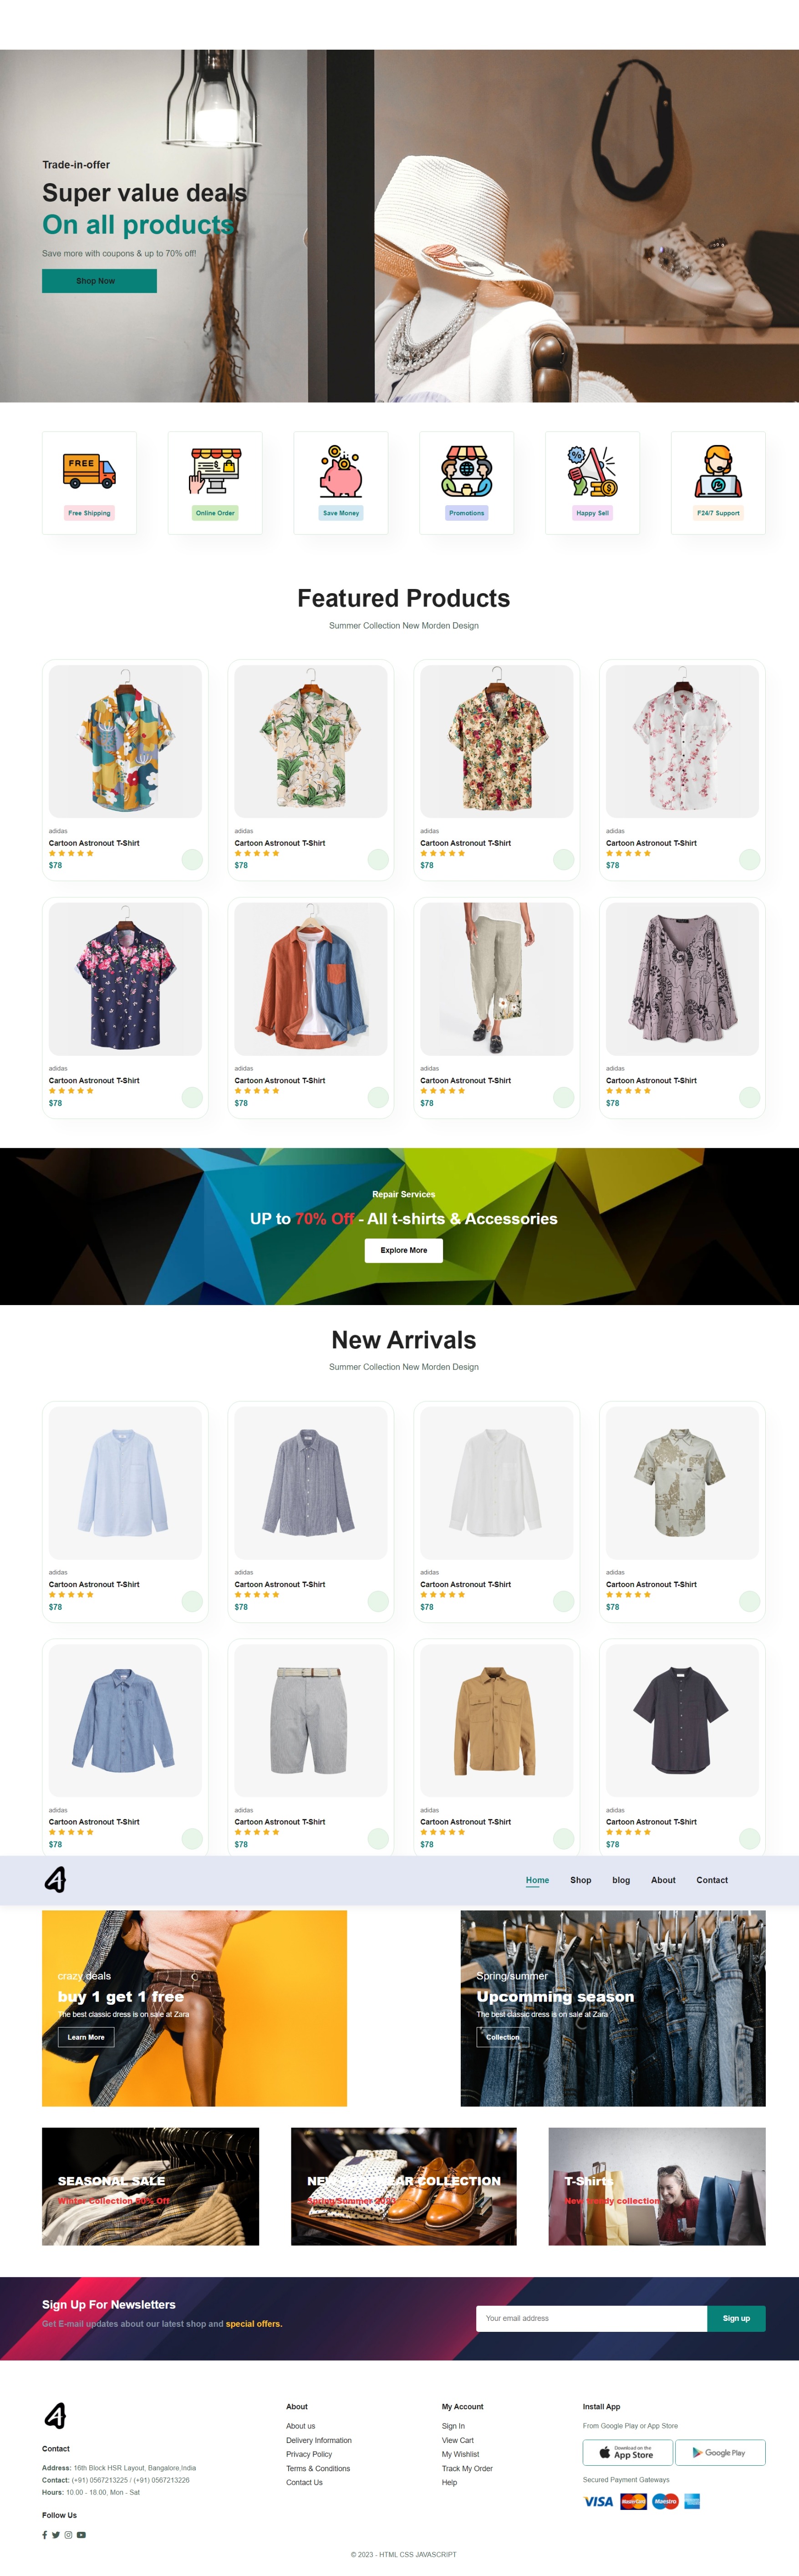 Trade-in-offer
Super value deals
On all products
Save more with coupons & up to 70% off!
Shop Now
FREE
Free Shipping
Online Order
Save Money
Promotions
Happy Sell
F24/7 Support
Featured Products
Summer Collection New Morden Design
adidas
Cartoon Astronout T-Shirt
$78
adidas
Cartoon Astronout T-Shirt
$78
adidas
Cartoon Astronout T-Shirt
$78
adidas
Cartoon Astronout T-Shirt
$78
adidas
Cartoon Astronout T-Shirt
$78
adidas
Cartoon Astronout T-Shirt
$78
adidas
Cartoon Astronout T-Shirt
$78
adidas
Cartoon Astronout T-Shirt
$78
Repair Services
UP to 70% Off - All t-shirts & Accessories
Explore More
New Arrivals
Summer Collection New Morden Design
adidas
Cartoon Astronout T-Shirt
$78
adidas
Cartoon Astronout T-Shirt
$78
adidas
Cartoon Astronout T-Shirt
$78
adidas
Cartoon Astronout T-Shirt
$78
adidas
Cartoon Astronout T-Shirt
$78
adidas
Cartoon Astronout T-Shirt
$78
adidas
Cartoon Astronout T-Shirt
$78
adidas
Cartoon Astronout T-Shirt
$78
Home Shop blog About Contact
crazy deals
buy 1 get 1 free
The best classic dress is on sale at Zara
Learn More
Spring/summer
Upcomming season
The best classic dress is on sale at Zara
Collection
SEASONAL SALE
Winter Collection 50% Off
NEW FOOTWEAR COLLECTION
Spring/Summer 2022
T-Shirts
New Trendy collection
Sign Up For Newsletters
Get E-mail updates about our latest shop and special offers.
Your email address
Sign up
Contact
Address: 16th Block HSR Layout, Bangalore,India
Contact: (+91) 0567213225 / (+91) 0567213226
Hours: 10.00 - 18.00, Mon - Sat
Follow Us
About
About us
Delivery Information
Privacy Policy
Terms & Conditions
Contact Us
My Account
Sign In
View Cart
My Wishlist
Track My Order
Help
Install App
From Google Play or App Store
Download on the
App Store
Google Play
Secured Payment Gateways
VISA MasterCard Maestro
© 2023 - HTML CSS JAVASCRIPT